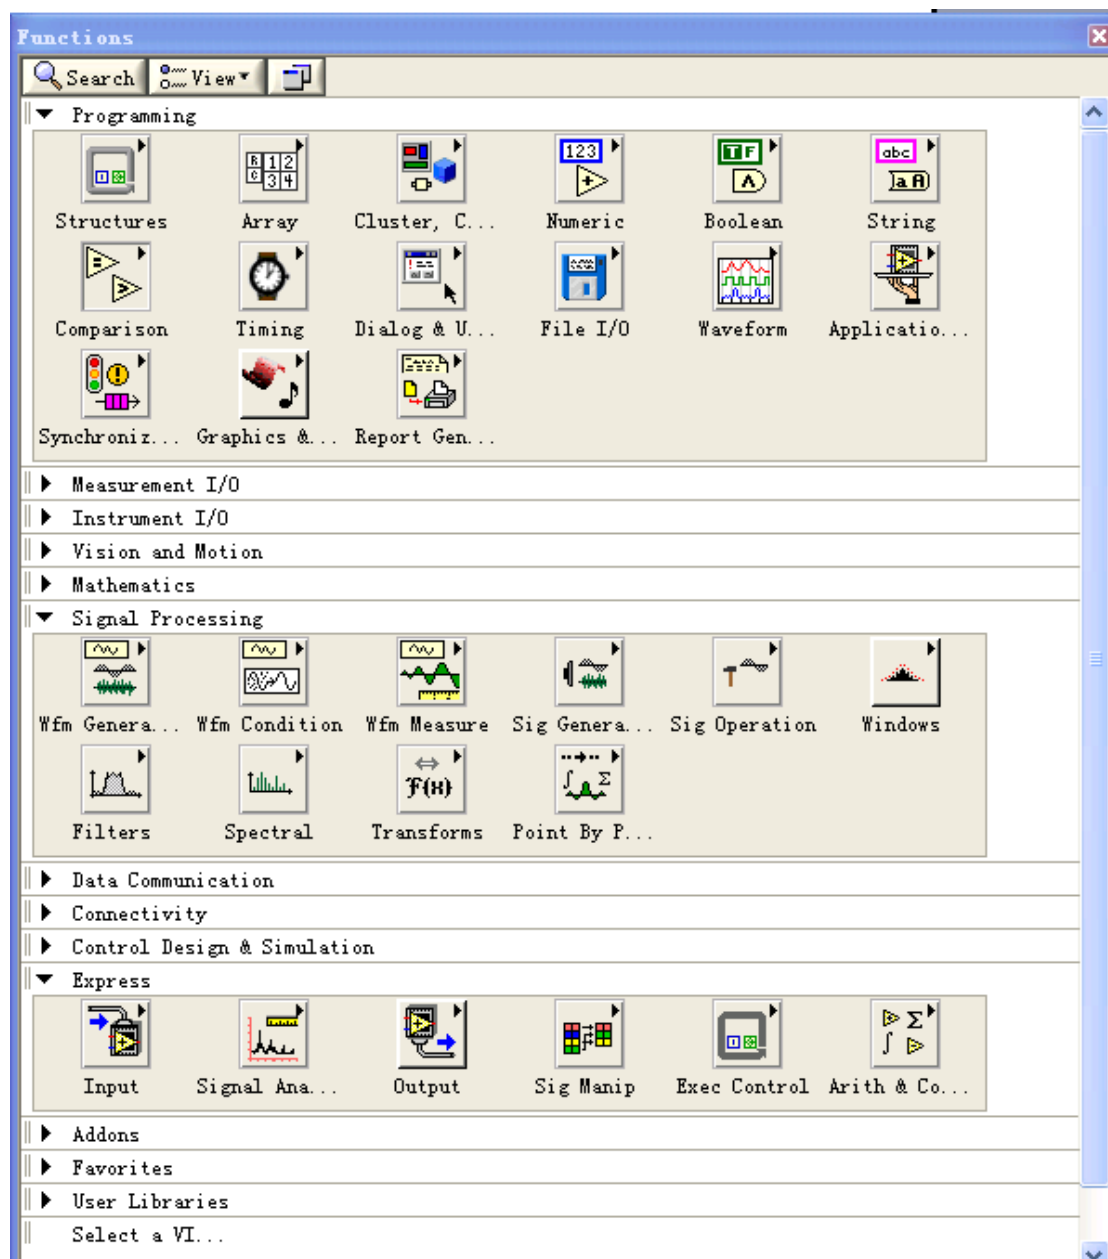 Functions
Search View
Programming
Structures Array Cluster, C... Numeric Boolean String
Comparison Timing Dialog & U... File I/O Waveform Applicatio...
Synchroniz... Graphics &... Report Gen...
Measurement I/O
Instrument I/O
Vision and Motion
Mathematics
Signal Processing
Wfm Genera... Wfm Condition Wfm Measure Sig Genera... Sig Operation Windows
Filters Spectral Transforms Point By P...
Data Communication
Connectivity
Control Design & Simulation
Express
Input Signal Ana... Output Sig Manip Exec Control Arith & Co...
Addons
Favorites
User Libraries
Select a VI...